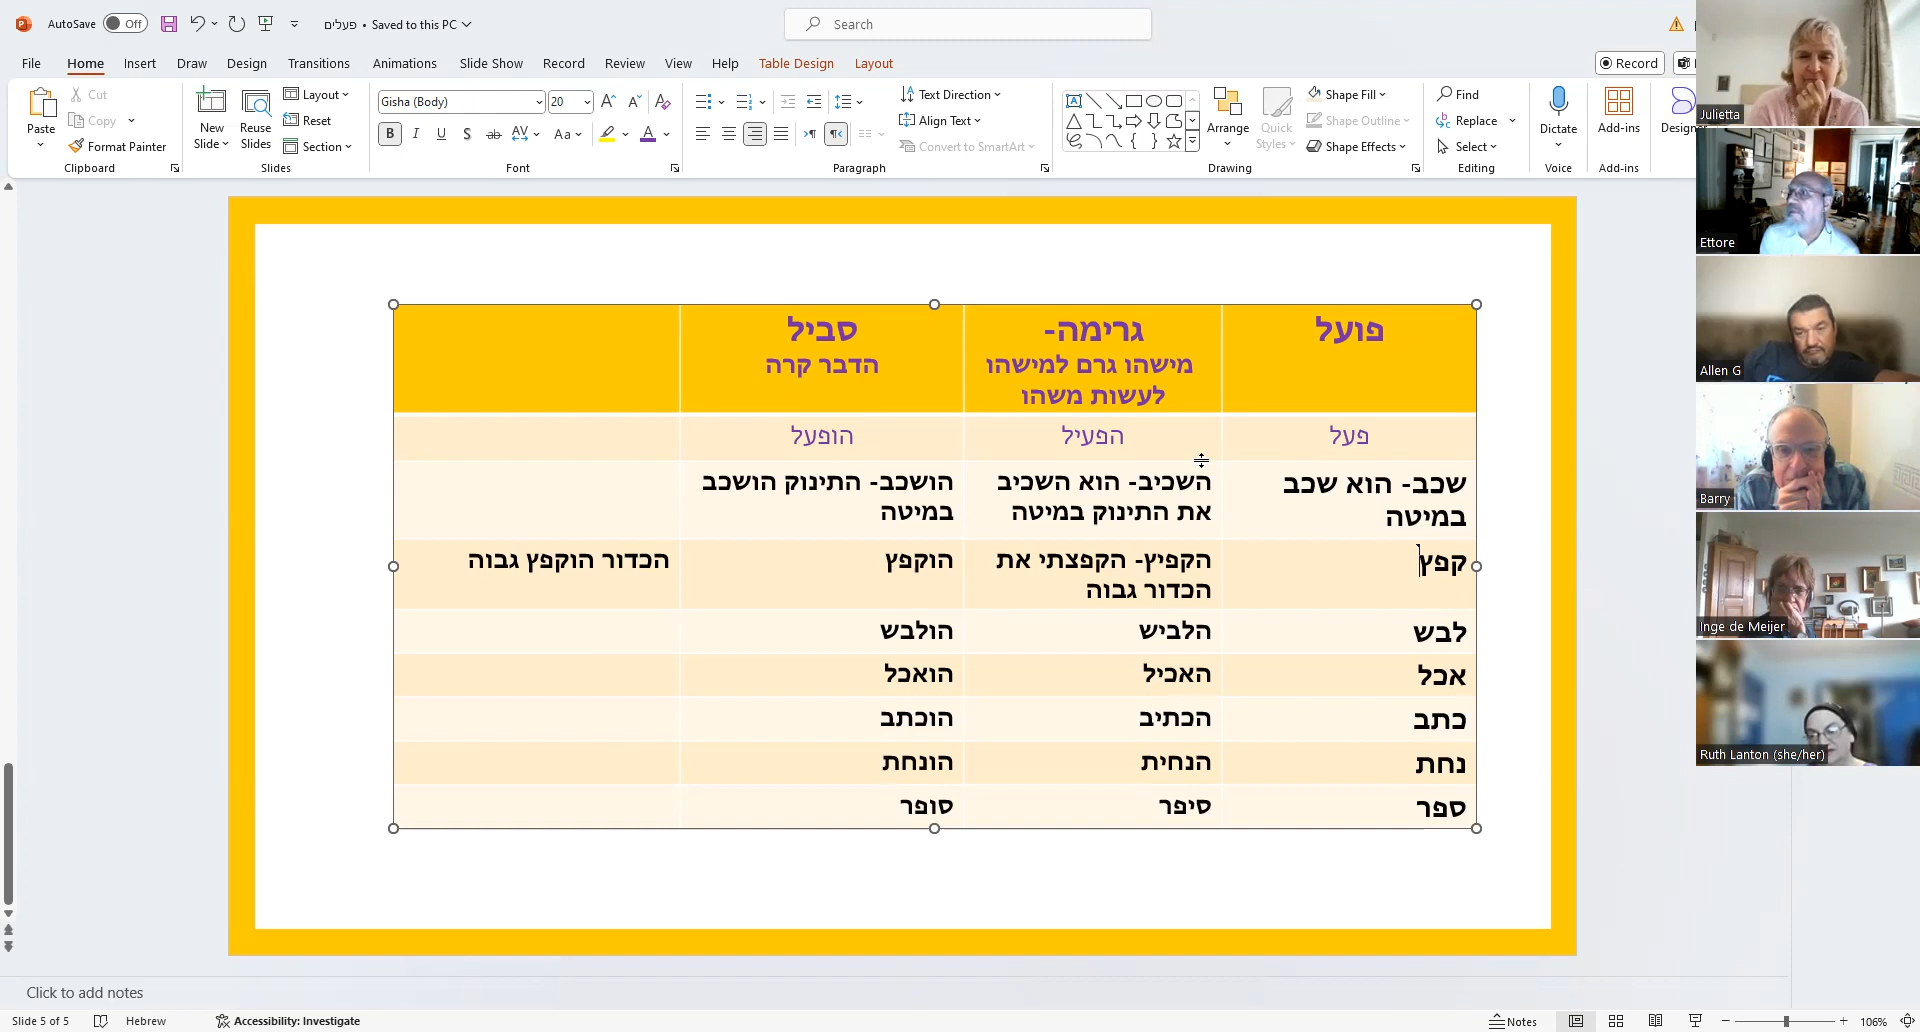 AutoSave Off פעלים • Saved to this PC Search
File Home Insert Draw Design Transitions Animations Slide Show Record Review View Help Table Design Layout Record
Paste Cut Copy Format Painter Clipboard
New Slide Reuse Slides Layout Reset Section Slides
Gisha (Body) 20 B I U S ab AV Aa A Font
Text Direction Align Text Convert to SmartArt Paragraph
Arrange Quick Styles Shape Fill Shape Outline Shape Effects Drawing
Find Replace Select Editing
Dictate Voice
Add-ins Add-ins
Designer
פועל גרימה- סביל
מישהו גרם למישהו הדבר קרה
לעשות משהו
פעל הפעיל הופעל
שכב- הוא שכב השכיב- הוא השכיב הושכב- התינוק הושכב
במיטה את התינוק במיטה במיטה
קפץ הקפיץ- הקפצתי את הוקפץ הכדור הוקפץ גבוה
הכדור גבוה
לבש הלביש הולבש
אכל האכיל הואכל
כתב הכתיב הוכתב
נחת הנחית הונחת
ספר סיפר סופר
Julietta
Ettore
Allen G
Barry
Inge de Meijer
Ruth Lanton (she/her)
Click to add notes
Slide 5 of 5 Hebrew Accessibility: Investigate Notes 106%